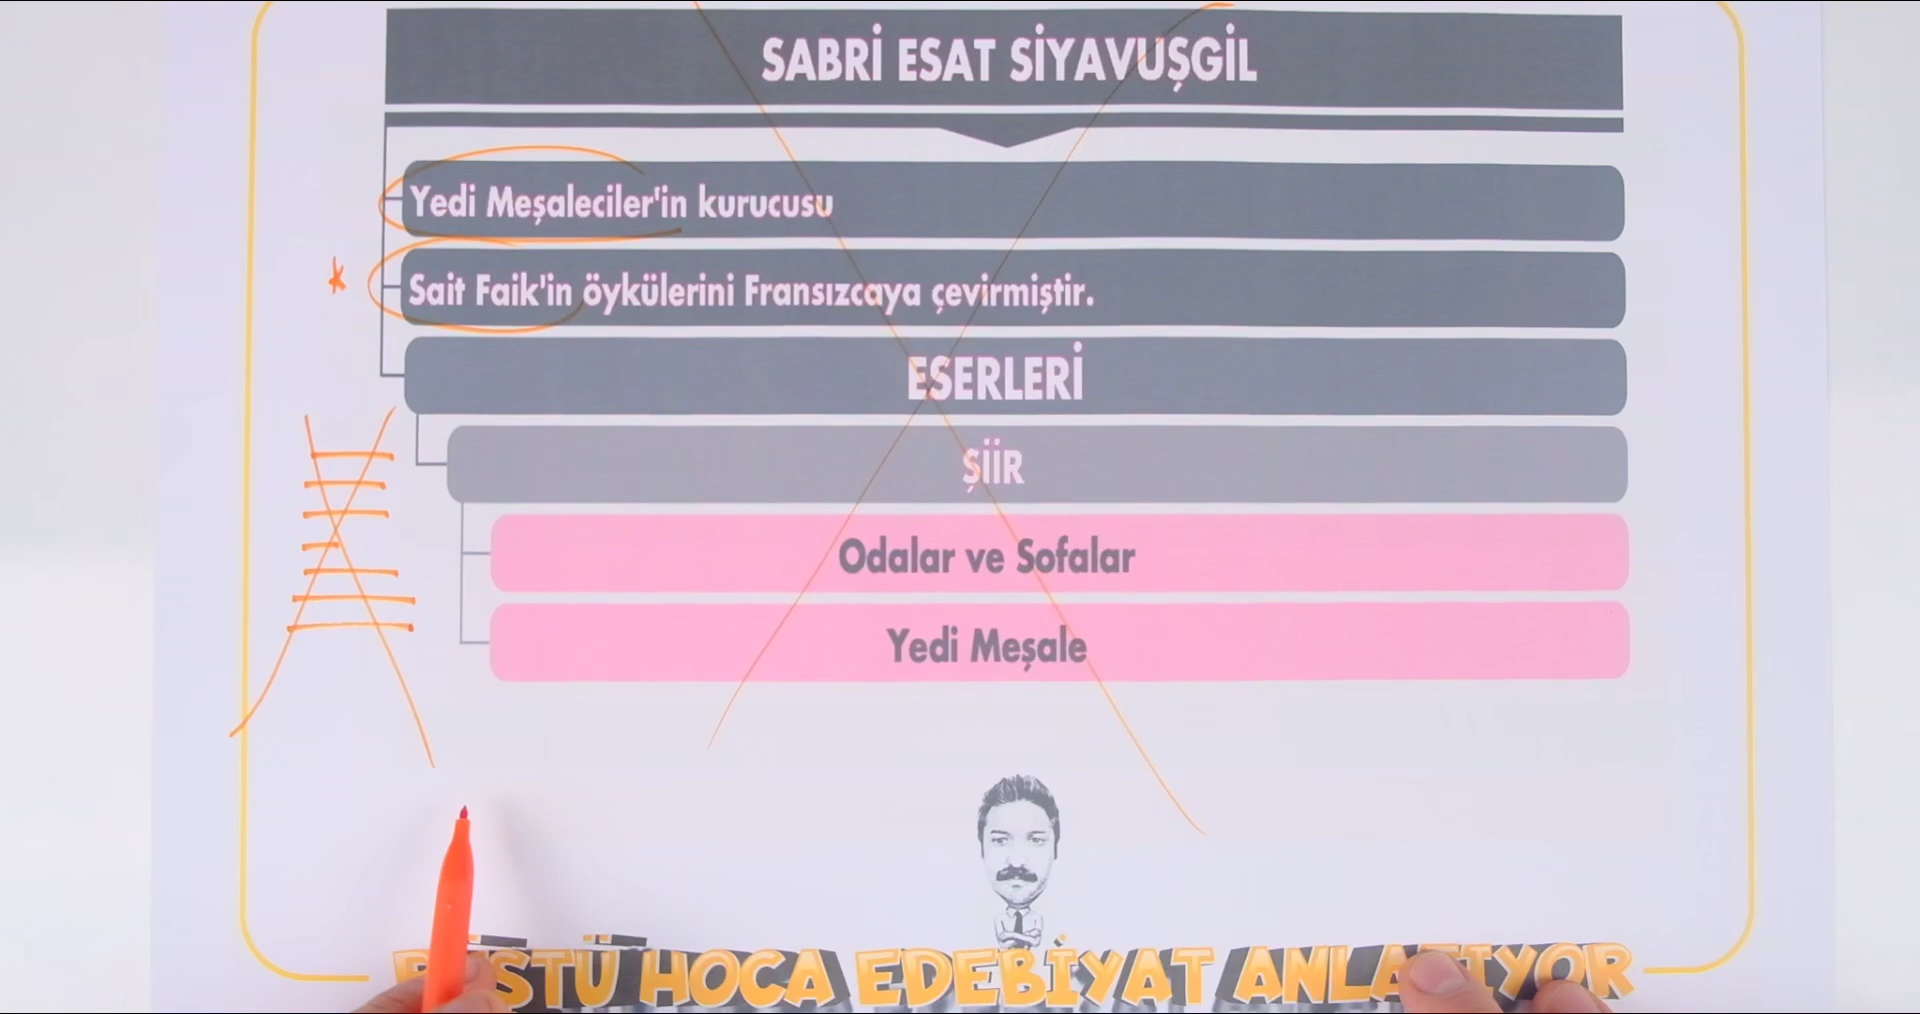 SABRİ ESAT SİYAVUŞGİL
Yedi Meşaleciler'in kurucusu
Sait Faik'in öykülerini Fransızcaya çevirmiştir.
ESERLERİ
ŞİİR
Odalar ve Sofalar
Yedi Meşale
HOCA EDEBİYAT